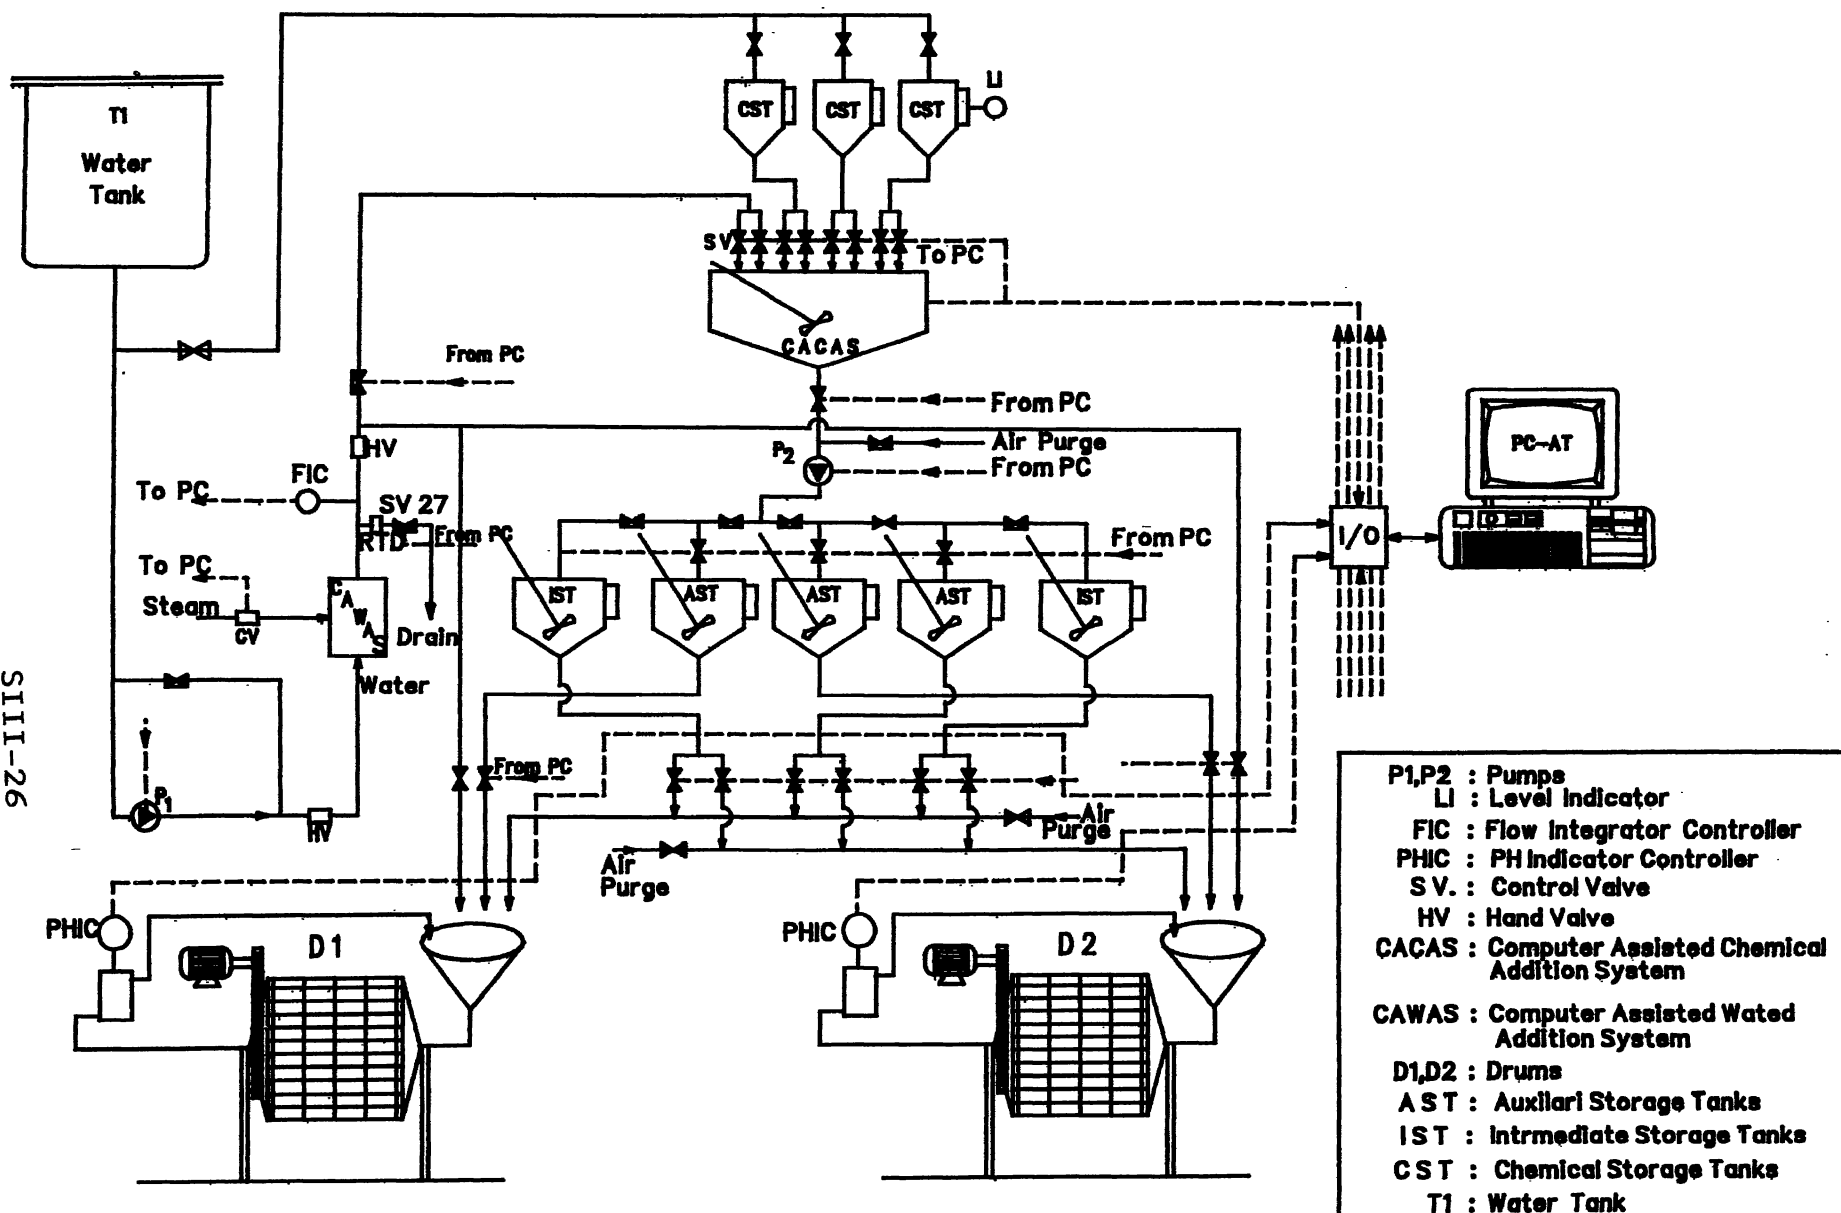 T1
Water
Tank
CST
CST
CST
LI
SV
To PC
CACAS
From PC
From PC
Air Purge
P2
From PC
HV
FIC
To PC
SV 27
RTD
From PC
From PC
To PC
Steam
CV
CAWAS
Drain
Water
IST
AST
AST
AST
IST
I/O
PC-AT
P1
HV
From PC
Air
Purge
Air
Purge
PHIC
D1
PHIC
D2
SIII-26
P1,P2 : Pumps
LI : Level Indicator
FIC : Flow Integrator Controller
PHIC : PH Indicator Controller
S V. : Control Valve
HV : Hand Valve
CACAS : Computer Assisted Chemical
Addition System
CAWAS : Computer Assisted Wated
Addition System
D1,D2 : Drums
A S T : Auxilari Storage Tanks
I S T : Intrmediate Storage Tanks
C S T : Chemical Storage Tanks
T1 : Water Tank